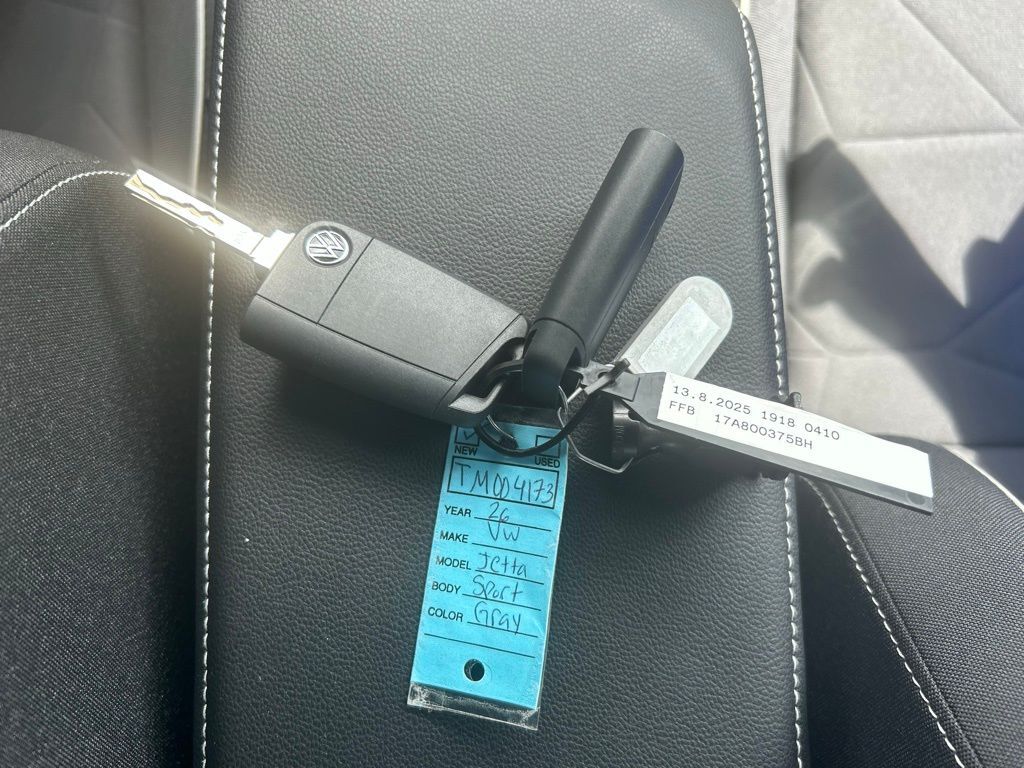 13.8.2025 1918 0410
FFB 17A800375BH
NEW USED
TM004173
YEAR 26
MAKE VW
MODEL Jetta
BODY Sport
COLOR Gray